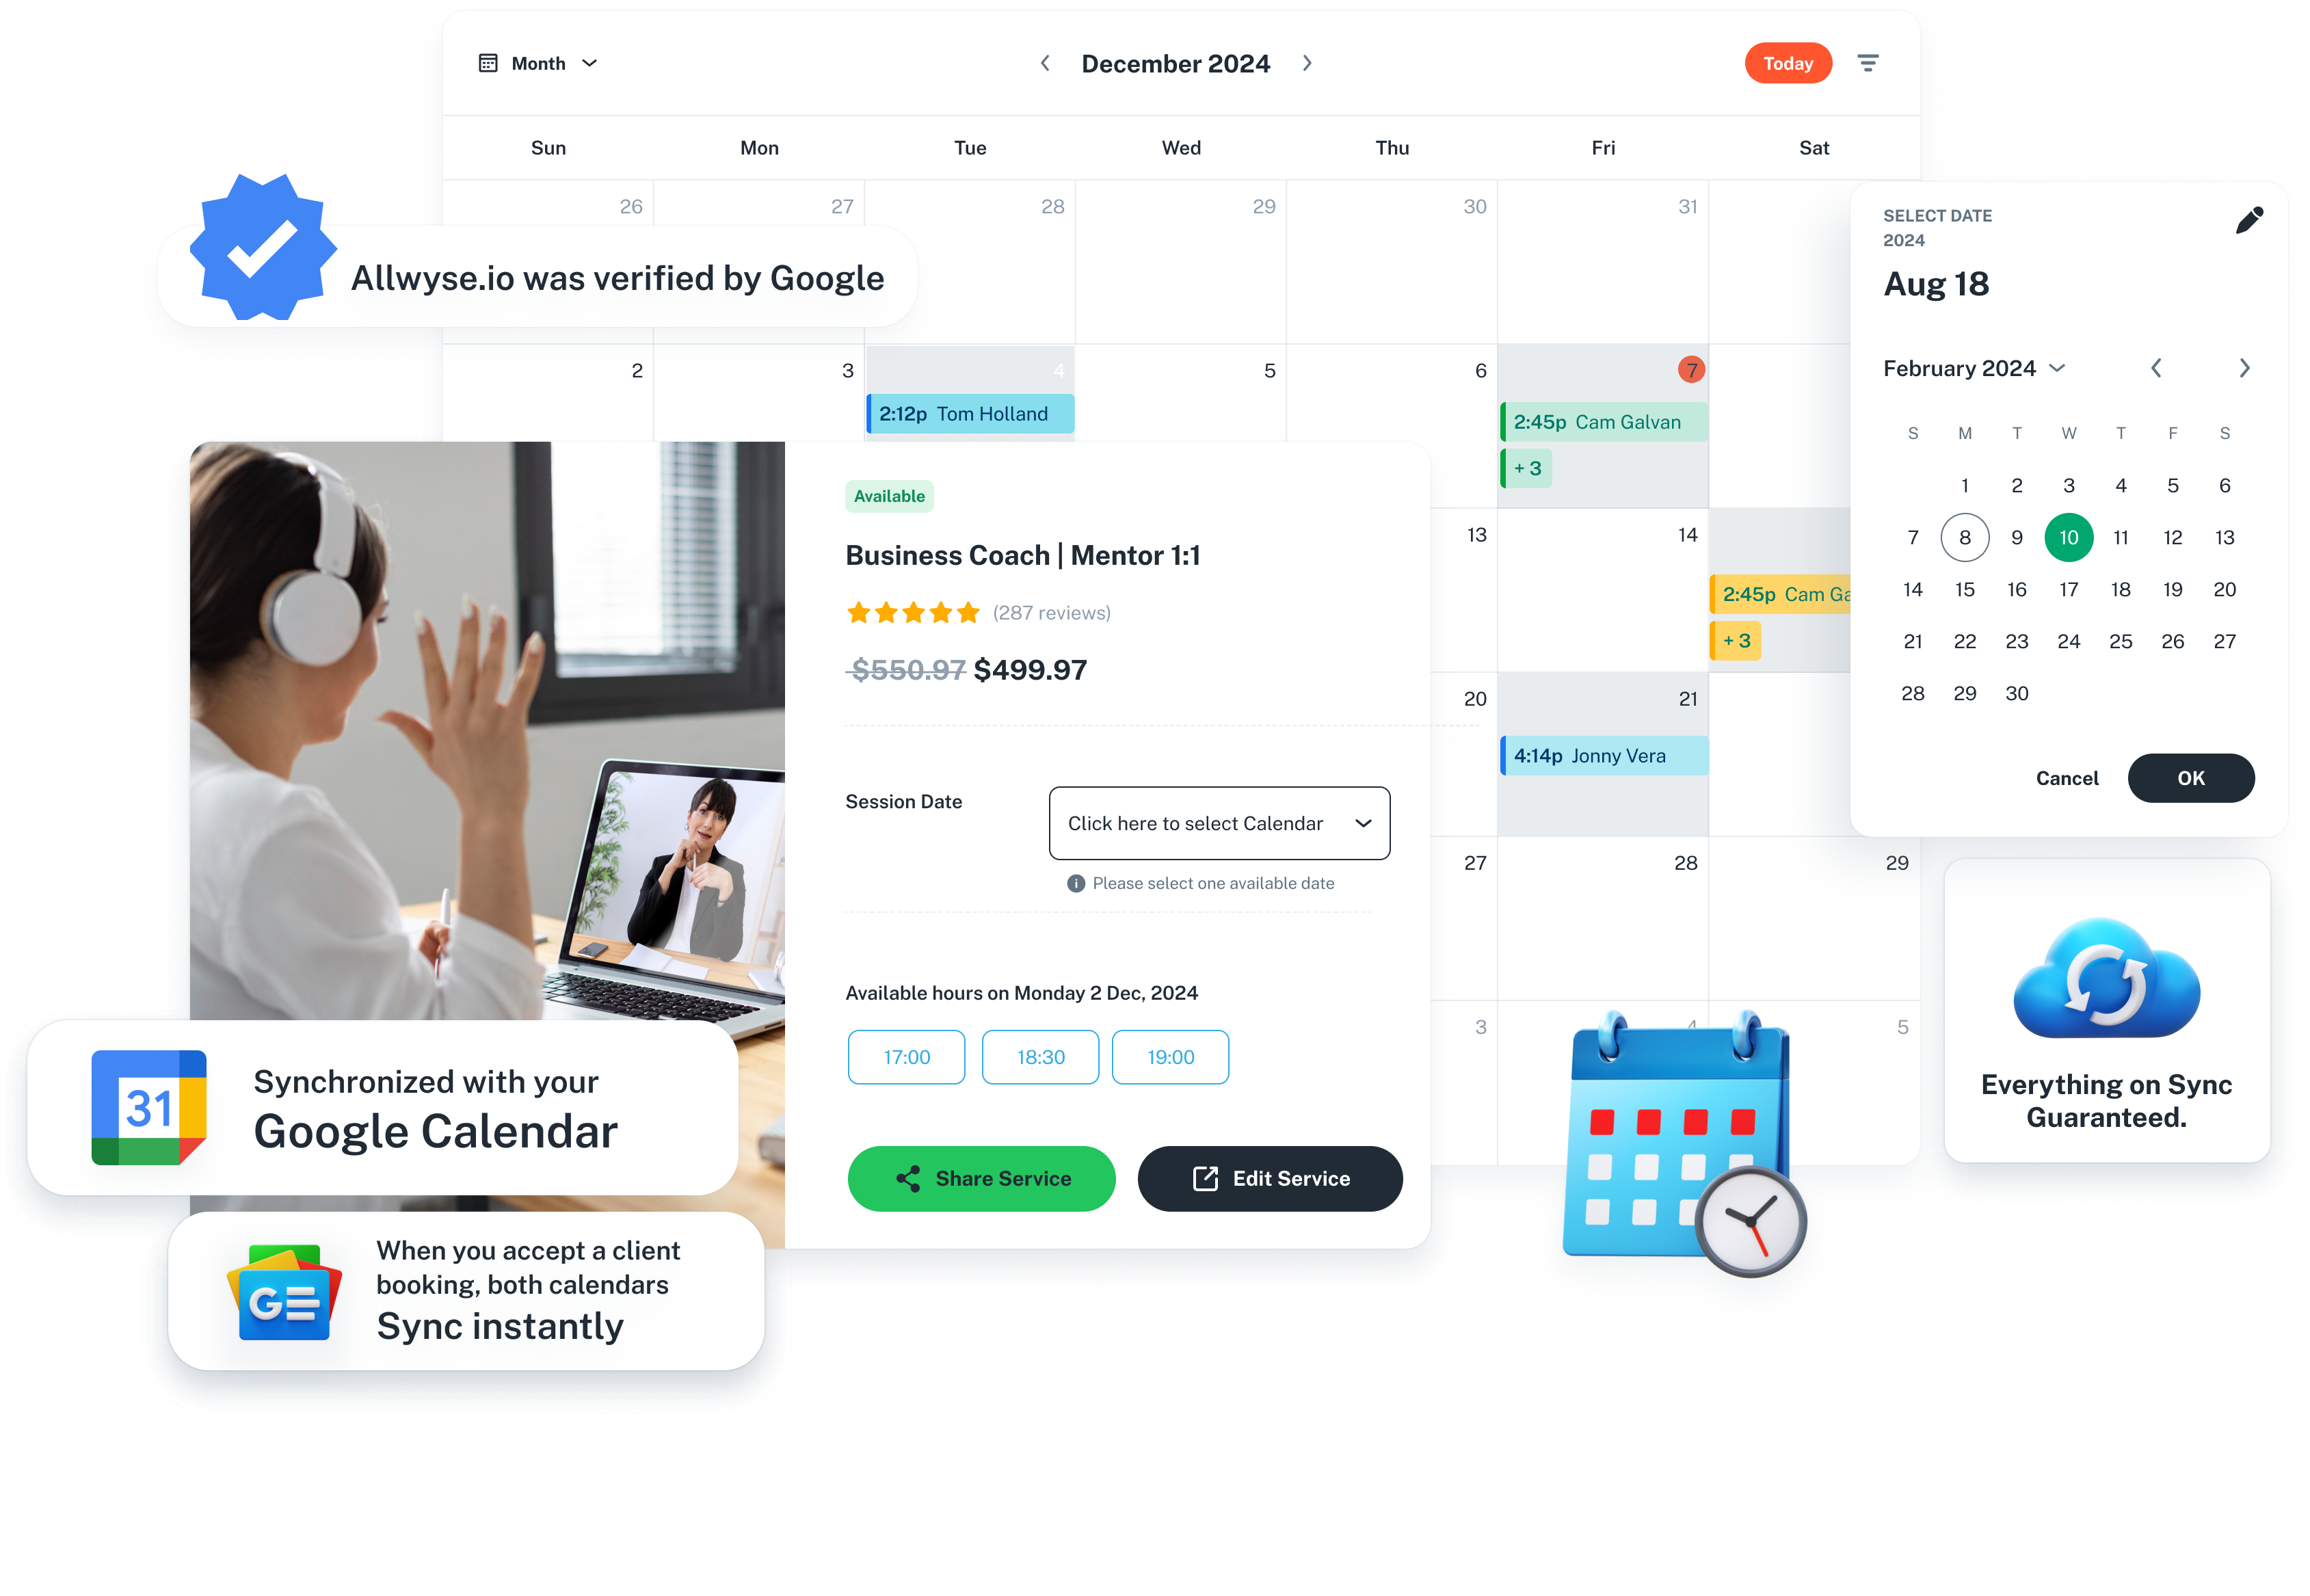 Month
December 2024
Today
Sun Mon Tue Wed Thu Fri Sat
26 27 28 29 30 31
Allwyse.io was verified by Google
2 3 4 5 6 7
2:12p Tom Holland
2:45p Cam Galvan
+ 3
13 14
2:45p Cam Ga
+ 3
20 21
4:14p Jonny Vera
27 28 29
3 4 5
SELECT DATE
2024
Aug 18
February 2024
S M T W T F S
1 2 3 4 5 6
7 8 9 10 11 12 13
14 15 16 17 18 19 20
21 22 23 24 25 26 27
28 29 30
Cancel OK
Available
Business Coach | Mentor 1:1
(287 reviews)
$550.97 $499.97
Session Date
Click here to select Calendar
Please select one available date
Available hours on Monday 2 Dec, 2024
17:00 18:30 19:00
Share Service Edit Service
31
Synchronized with your
Google Calendar
GE
When you accept a client
booking, both calendars
Sync instantly
Everything on Sync
Guaranteed.